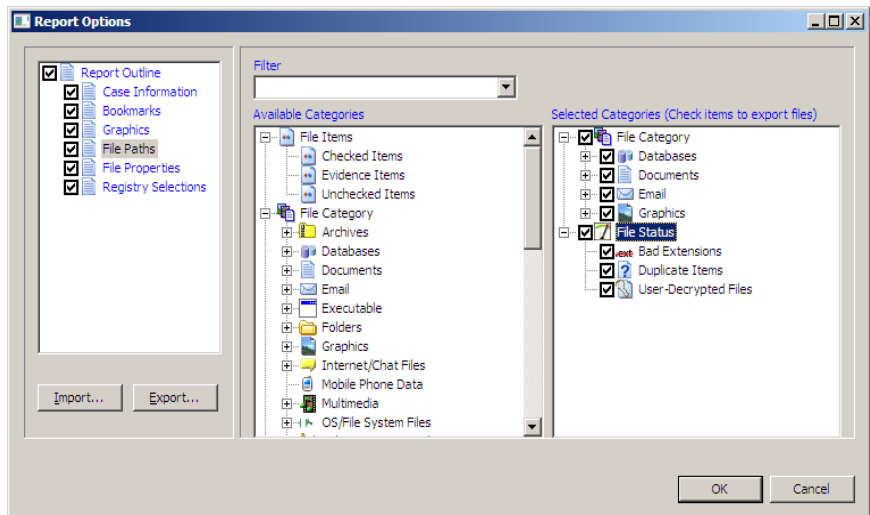 Report Options
Report Outline
Case Information
Bookmarks
Graphics
File Paths
File Properties
Registry Selections
Import...
Export...
Filter
Available Categories
File Items
Checked Items
Evidence Items
Unchecked Items
File Category
Archives
Databases
Documents
Email
Executable
Folders
Graphics
Internet/Chat Files
Mobile Phone Data
Multimedia
OS/File System Files
Selected Categories (Check items to export files)
File Category
Databases
Documents
Email
Graphics
File Status
.ext Bad Extensions
Duplicate Items
User-Decrypted Files
OK
Cancel